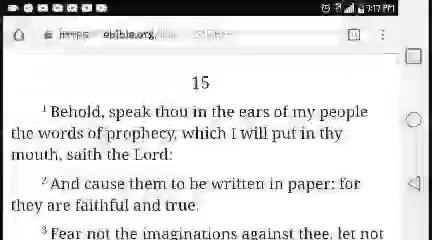 7:17 PM
ebible.org
15
1 Behold, speak thou in the ears of my people
the words of prophecy, which I will put in thy
mouth, saith the Lord:
2 And cause them to be written in paper: for
they are faithful and true.
3 Fear not the imaginations against thee, let not